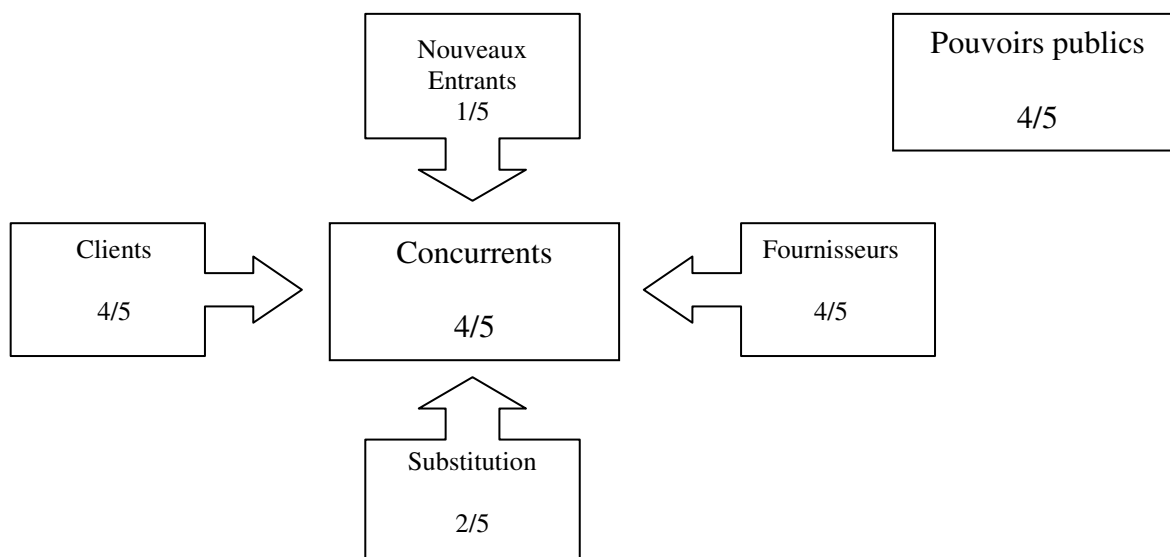 Nouveaux
Entrants
1/5
Pouvoirs publics
4/5
Clients
4/5
Concurrents
4/5
Fournisseurs
4/5
Substitution
2/5